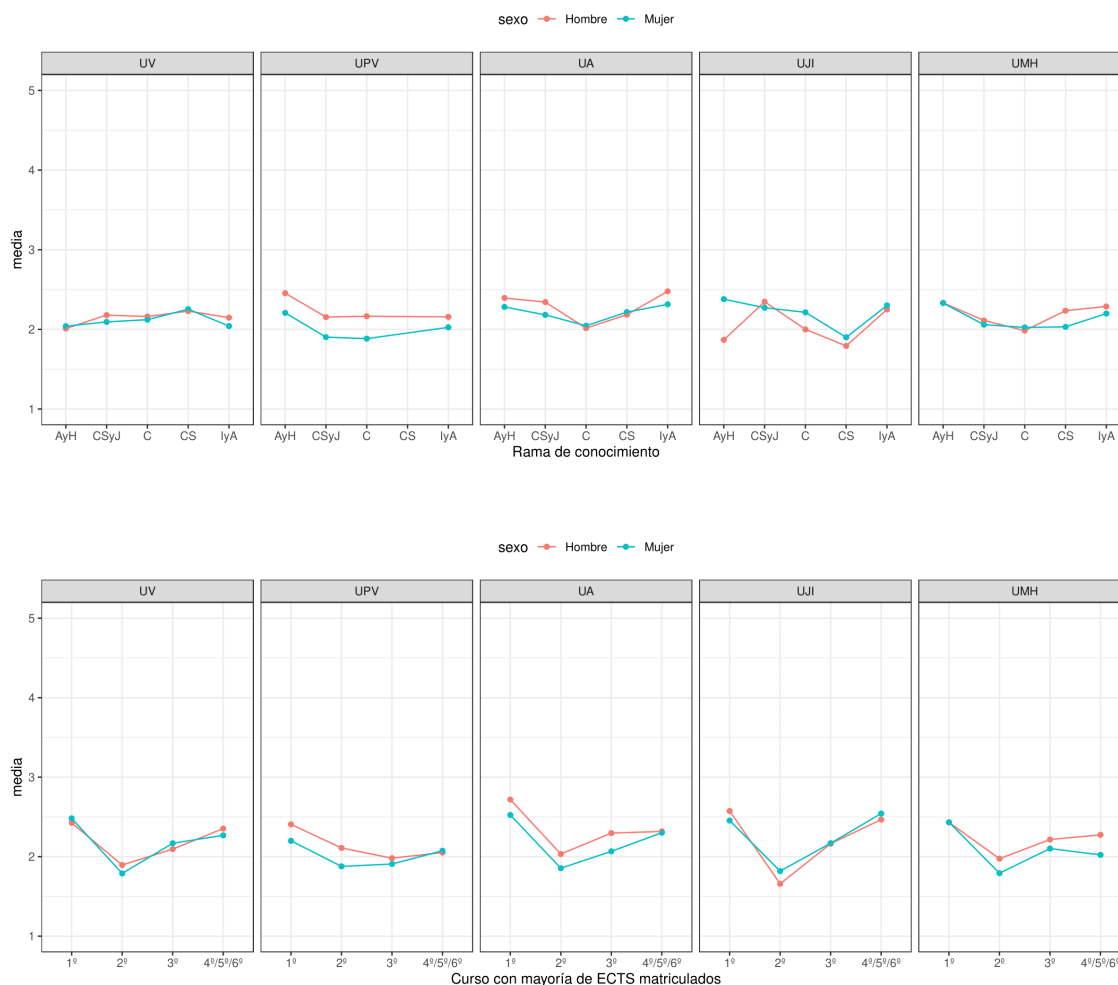 sexo Hombre Mujer
UV UPV UA UJI UMH
5
4
3
2
1
media
AyH CSyJ C CS IyA AyH CSyJ C CS IyA AyH CSyJ C CS IyA AyH CSyJ C CS IyA AyH CSyJ C CS IyA
Rama de conocimiento
sexo Hombre Mujer
UV UPV UA UJI UMH
5
4
3
2
1
media
1º 2º 3º 4º/5º/6º 1º 2º 3º 4º/5º/6º 1º 2º 3º 4º/5º/6º 1º 2º 3º 4º/5º/6º 1º 2º 3º 4º/5º/6º
Curso con mayoría de ECTS matriculados